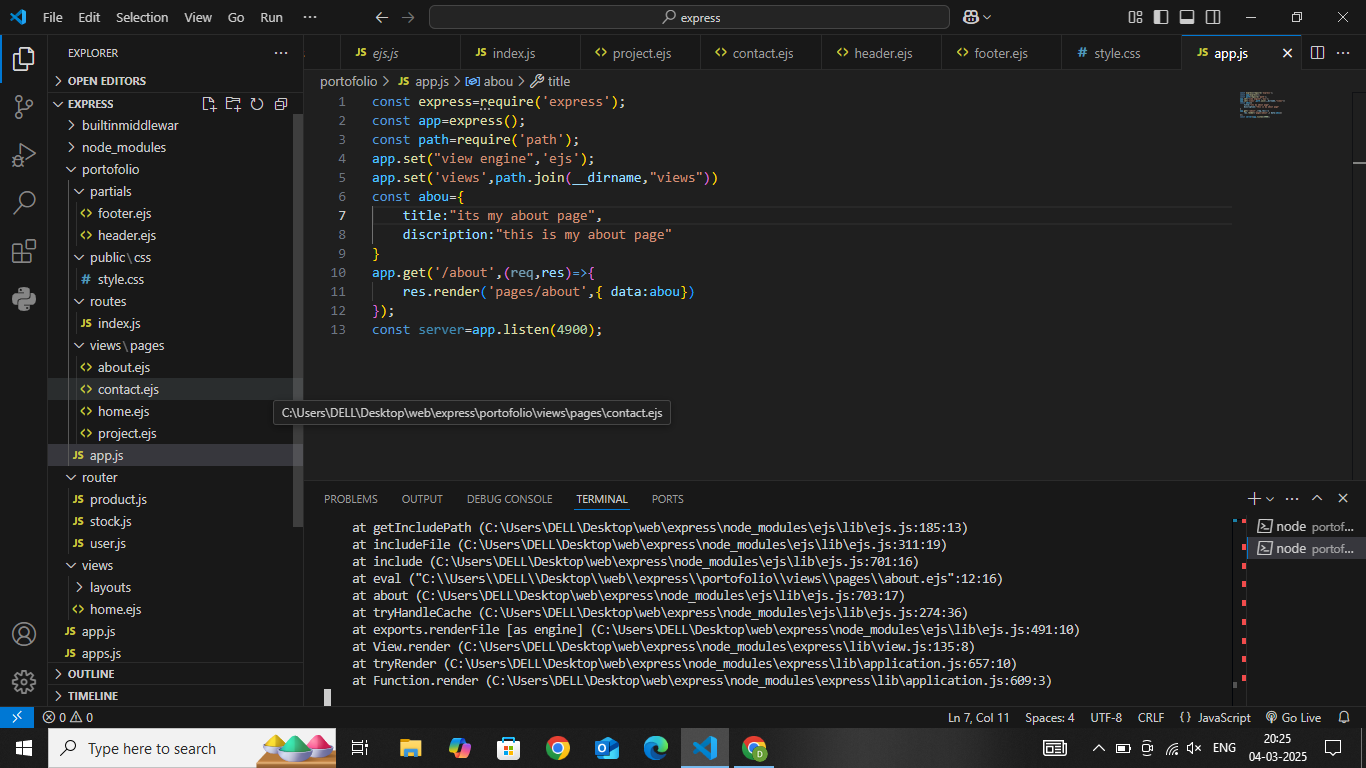 File Edit Selection View Go Run ···
express
EXPLORER
OPEN EDITORS
EXPRESS
builtinmiddlewar
node_modules
portofolio
partials
footer.ejs
header.ejs
public\css
style.css
routes
index.js
views\pages
about.ejs
contact.ejs
home.ejs
project.ejs
app.js
router
product.js
stock.js
user.js
views
layouts
home.ejs
app.js
apps.js
OUTLINE
TIMELINE
ejs.js index.js project.ejs contact.ejs header.ejs footer.ejs style.css app.js
portofolio > app.js > abou > title
1 const express=require('express');
2 const app=express();
3 const path=require('path');
4 app.set("view engine",'ejs');
5 app.set('views',path.join(__dirname,"views"))
6 const abou={
7 title:"its my about page",
8 discription:"this is my about page"
9 }
10 app.get('/about',(req,res)=>{
11 res.render('pages/about',{ data:abou})
12 });
13 const server=app.listen(4900);
C:\Users\DELL\Desktop\web\express\portofolio\views\pages\contact.ejs
PROBLEMS OUTPUT DEBUG CONSOLE TERMINAL PORTS
at getIncludePath (C:\Users\DELL\Desktop\web\express\node_modules\ejs\lib\ejs.js:185:13)
at includeFile (C:\Users\DELL\Desktop\web\express\node_modules\ejs\lib\ejs.js:311:19)
at include (C:\Users\DELL\Desktop\web\express\node_modules\ejs\lib\ejs.js:701:16)
at eval ("C:\\Users\\DELL\\Desktop\\web\\express\\portofolio\\views\\pages\\about.ejs":12:16)
at about (C:\Users\DELL\Desktop\web\express\node_modules\ejs\lib\ejs.js:703:17)
at tryHandleCache (C:\Users\DELL\Desktop\web\express\node_modules\ejs\lib\ejs.js:274:36)
at exports.renderFile [as engine] (C:\Users\DELL\Desktop\web\express\node_modules\ejs\lib\ejs.js:491:10)
at View.render (C:\Users\DELL\Desktop\web\express\node_modules\express\lib\view.js:135:8)
at tryRender (C:\Users\DELL\Desktop\web\express\node_modules\express\lib\application.js:657:10)
at Function.render (C:\Users\DELL\Desktop\web\express\node_modules\express\lib\application.js:609:3)
node portof...
node portof...
0 0 Ln 7, Col 11 Spaces: 4 UTF-8 CRLF {} JavaScript Go Live
Type here to search
ENG
20:25
04-03-2025